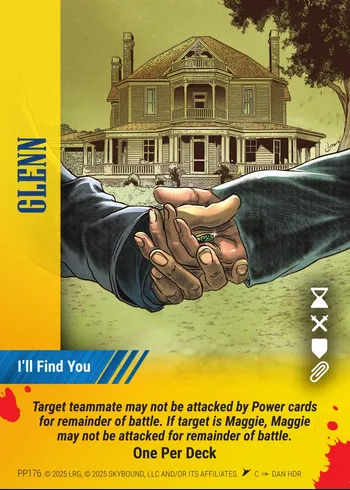 GLENN
I'll Find You
Target teammate may not be attacked by Power cards
for remainder of battle. If target is Maggie, Maggie
may not be attacked for remainder of battle.
One Per Deck
PP176 © 2025 LRG, © 2025 SKYBOUND, LLC AND/OR ITS AFFILIATES. C ⇨ DAN HDR